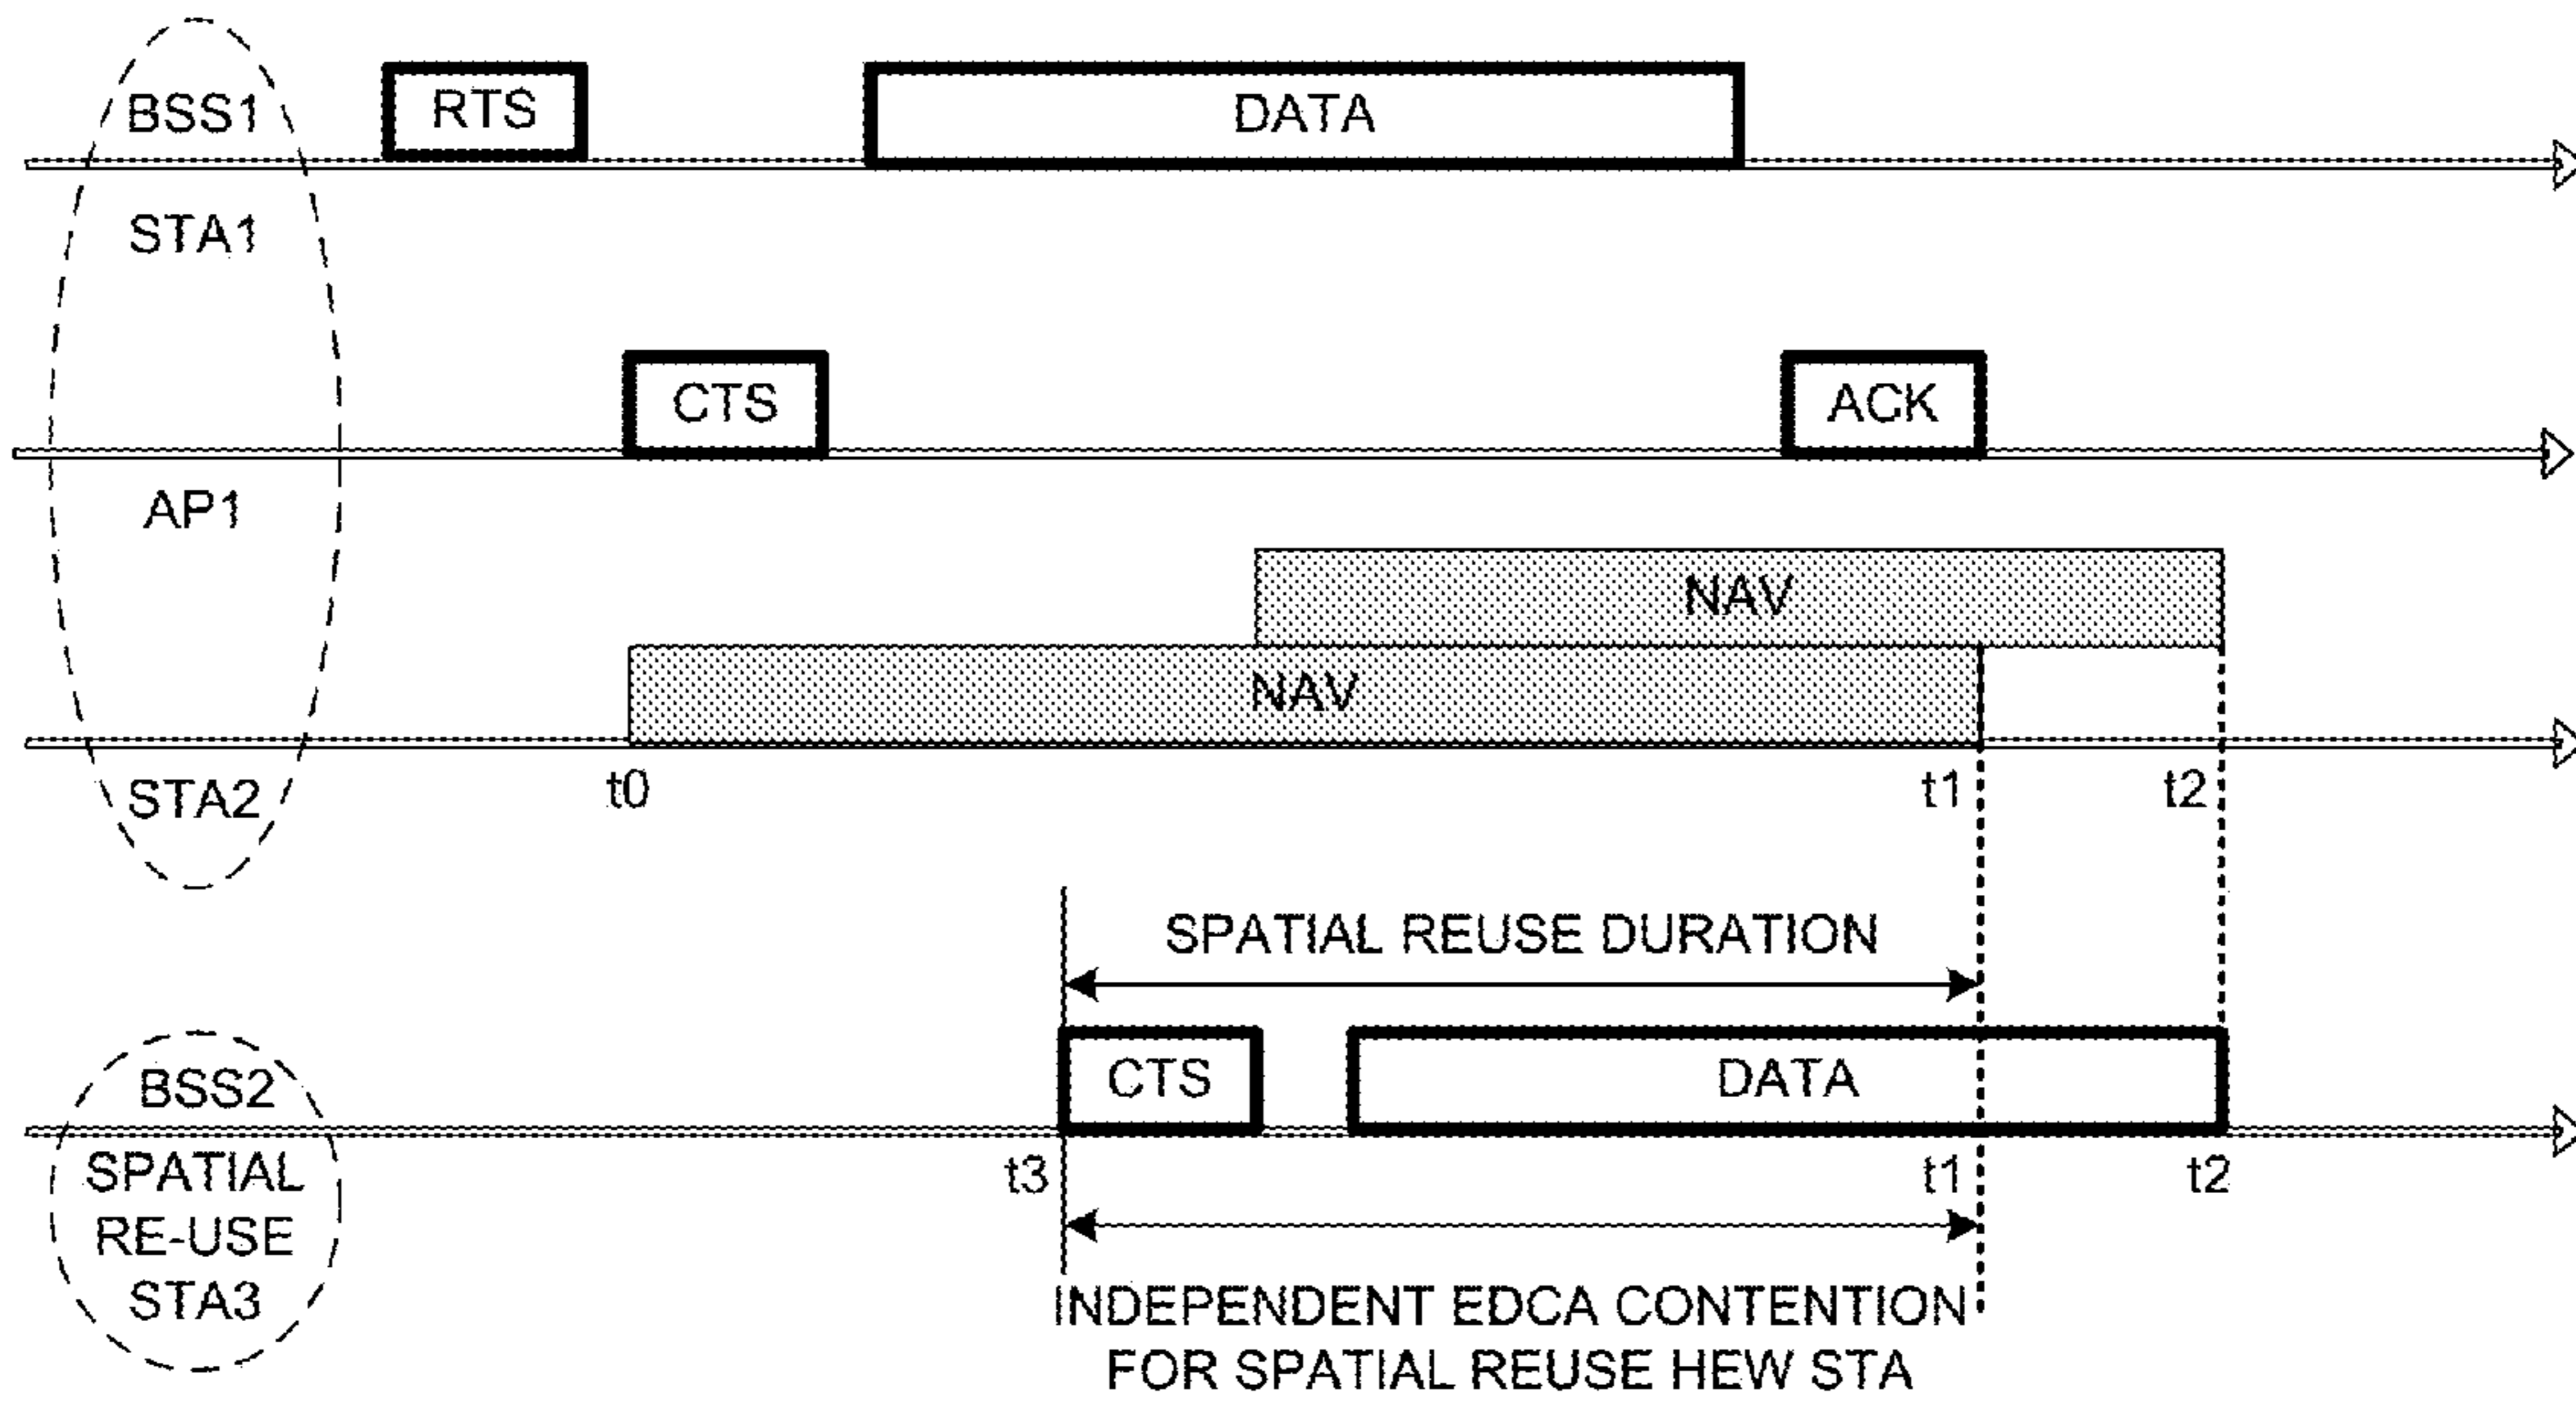 BSS1
RTS
DATA
STA1
CTS
ACK
AP1
NAV
NAV
STA2
t0
t1
t2
SPATIAL REUSE DURATION
BSS2
CTS
DATA
SPATIAL
RE-USE
STA3
t3
t1
t2
INDEPENDENT EDCA CONTENTION
FOR SPATIAL REUSE HEW STA